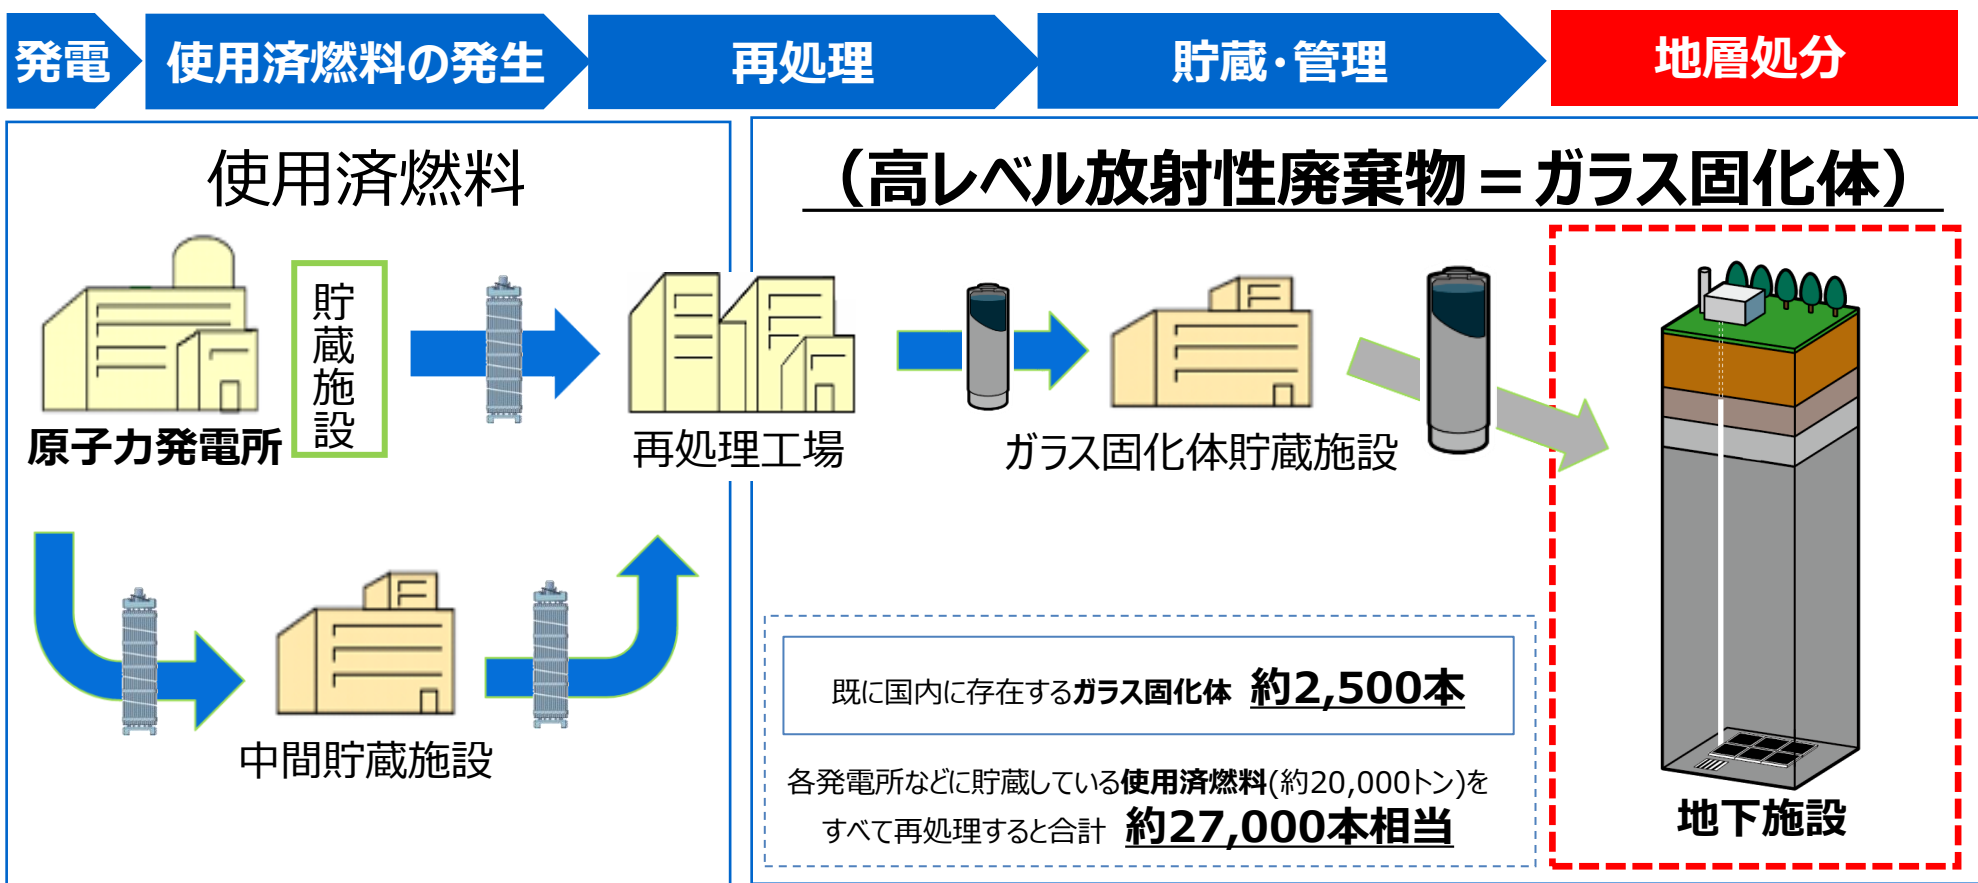 発電
使用済燃料の発生
再処理
貯蔵・管理
地層処分
使用済燃料
（高レベル放射性廃棄物＝ガラス固化体）
貯蔵施設
原子力発電所
再処理工場
ガラス固化体貯蔵施設
中間貯蔵施設
既に国内に存在するガラス固化体 約2,500本
各発電所などに貯蔵している使用済燃料(約20,000トン)を
すべて再処理すると合計 約27,000本相当
地下施設